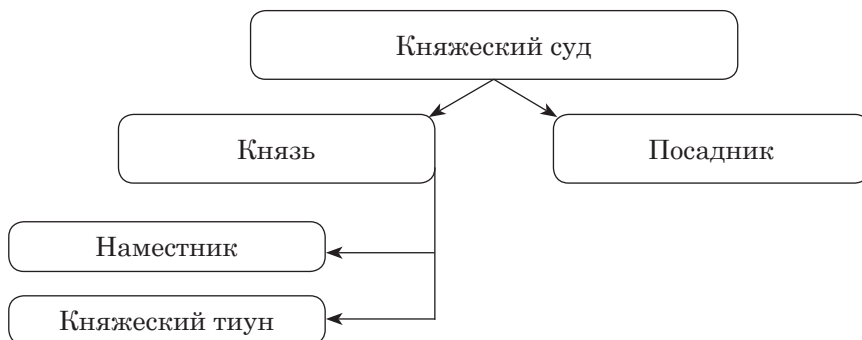 Княжеский суд
Князь
Посадник
Наместник
Княжеский тиун